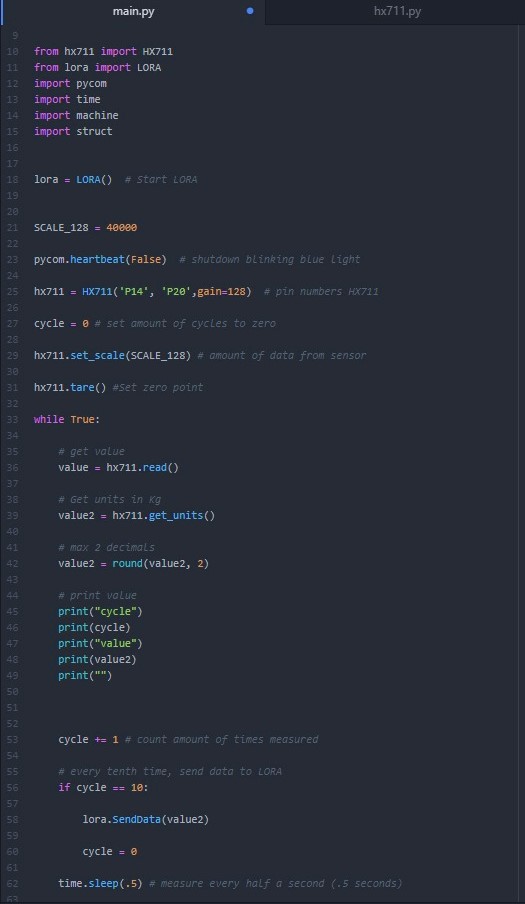 main.py
hx711.py
9
10 from hx711 import HX711
11 from lora import LORA
12 import pycom
13 import time
14 import machine
15 import struct
16
17
18 lora = LORA()  # Start LORA
19
20
21 SCALE_128 = 40000
22
23 pycom.heartbeat(False)  # shutdown blinking blue light
24
25 hx711 = HX711('P14', 'P20',gain=128)  # pin numbers HX711
26
27 cycle = 0 # set amount of cycles to zero
28
29 hx711.set_scale(SCALE_128) # amount of data from sensor
30
31 hx711.tare() #Set zero point
32
33 while True:
34
35     # get value
36     value = hx711.read()
37
38     # Get units in Kg
39     value2 = hx711.get_units()
40
41     # max 2 decimals
42     value2 = round(value2, 2)
43
44     # print value
45     print("cycle")
46     print(cycle)
47     print("value")
48     print(value2)
49     print("")
50
51
52
53     cycle += 1 # count amount of times measured
54
55     # every tenth time, send data to LORA
56     if cycle == 10:
57
58         lora.SendData(value2)
59
60         cycle = 0
61
62     time.sleep(.5) # measure every half a second (.5 seconds)
63